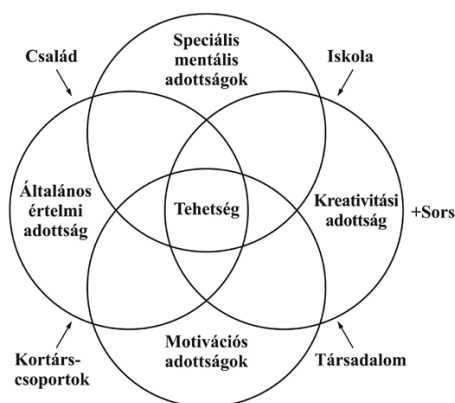 Speciális
mentális
adottságok
Család
Iskola
Általános
értelmi
adottság
Tehetség
Kreativitási
adottság
+Sors
Motivációs
adottságok
Kortárs-
csoportok
Társadalom